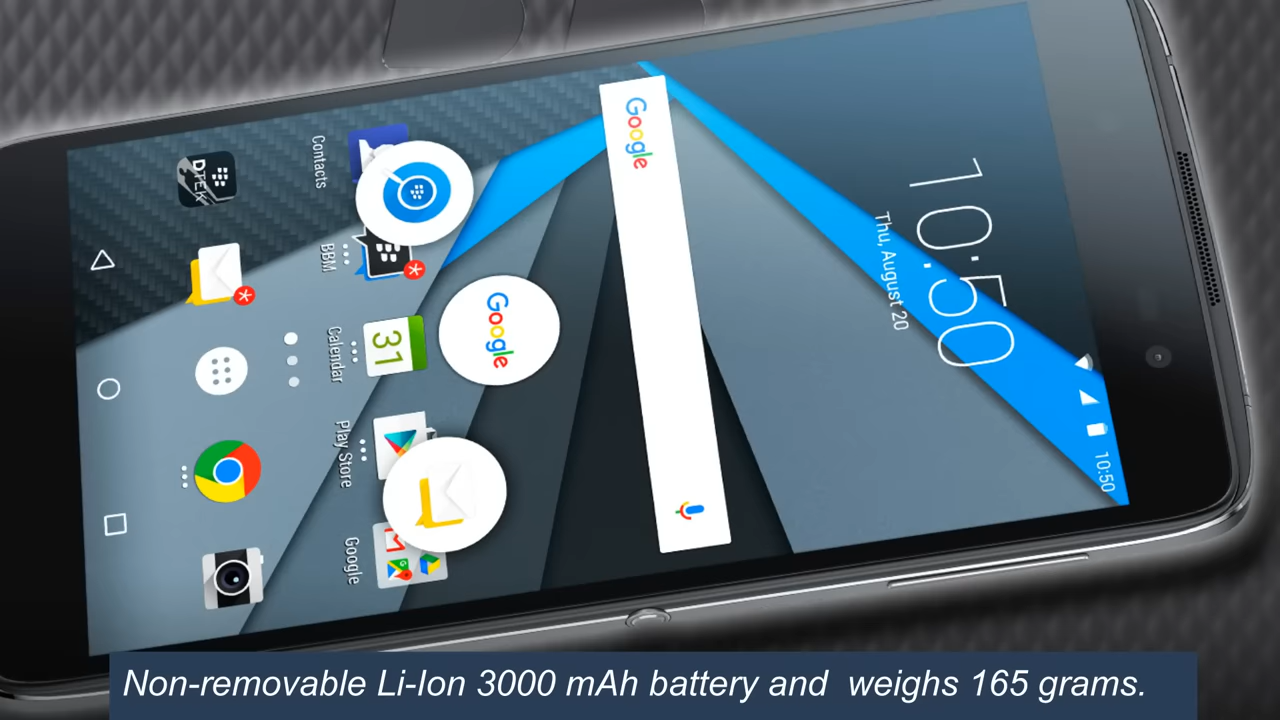 10:50
10:50
Thu, August 20
Google
Google
Contacts
BBM
31
Calendar
Play Store
Google
DTEK
Non-removable Li-Ion 3000 mAh battery and weighs 165 grams.